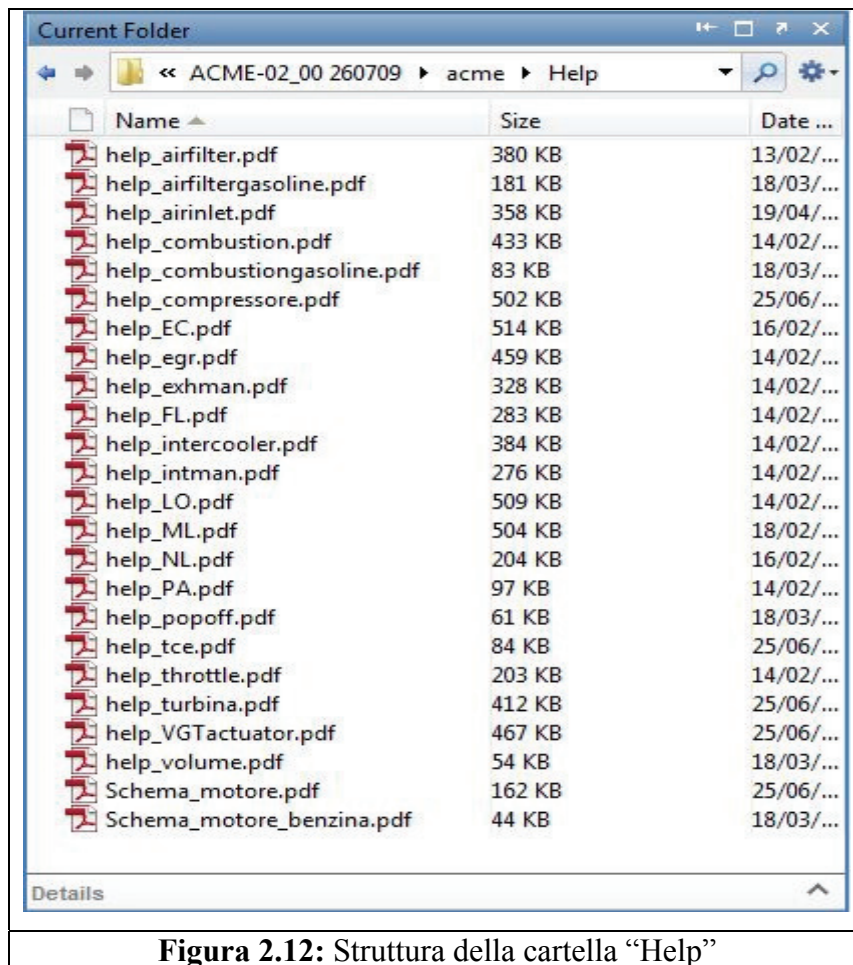 Current Folder
« ACME-02_00 260709 ▸ acme ▸ Help
Name Size Date ...
help_airfilter.pdf 380 KB 13/02/...
help_airfiltergasoline.pdf 181 KB 18/03/...
help_airinlet.pdf 358 KB 19/04/...
help_combustion.pdf 433 KB 14/02/...
help_combustiongasoline.pdf 83 KB 18/03/...
help_compressore.pdf 502 KB 25/06/...
help_EC.pdf 514 KB 16/02/...
help_egr.pdf 459 KB 14/02/...
help_exhman.pdf 328 KB 14/02/...
help_FL.pdf 283 KB 14/02/...
help_intercooler.pdf 384 KB 14/02/...
help_intman.pdf 276 KB 14/02/...
help_LO.pdf 509 KB 14/02/...
help_ML.pdf 504 KB 18/02/...
help_NL.pdf 204 KB 16/02/...
help_PA.pdf 97 KB 14/02/...
help_popoff.pdf 61 KB 18/03/...
help_tce.pdf 84 KB 25/06/...
help_throttle.pdf 203 KB 14/02/...
help_turbina.pdf 412 KB 25/06/...
help_VGTactuator.pdf 467 KB 25/06/...
help_volume.pdf 54 KB 18/03/...
Schema_motore.pdf 162 KB 25/06/...
Schema_motore_benzina.pdf 44 KB 18/03/...
Details
Figura 2.12: Struttura della cartella “Help”